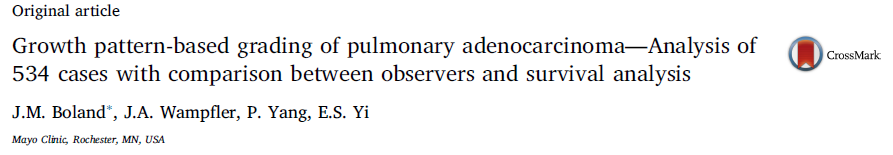 Original article
Growth pattern-based grading of pulmonary adenocarcinoma—Analysis of
534 cases with comparison between observers and survival analysis
CrossMark
J.M. Boland*, J.A. Wampfler, P. Yang, E.S. Yi
Mayo Clinic, Rochester, MN, USA